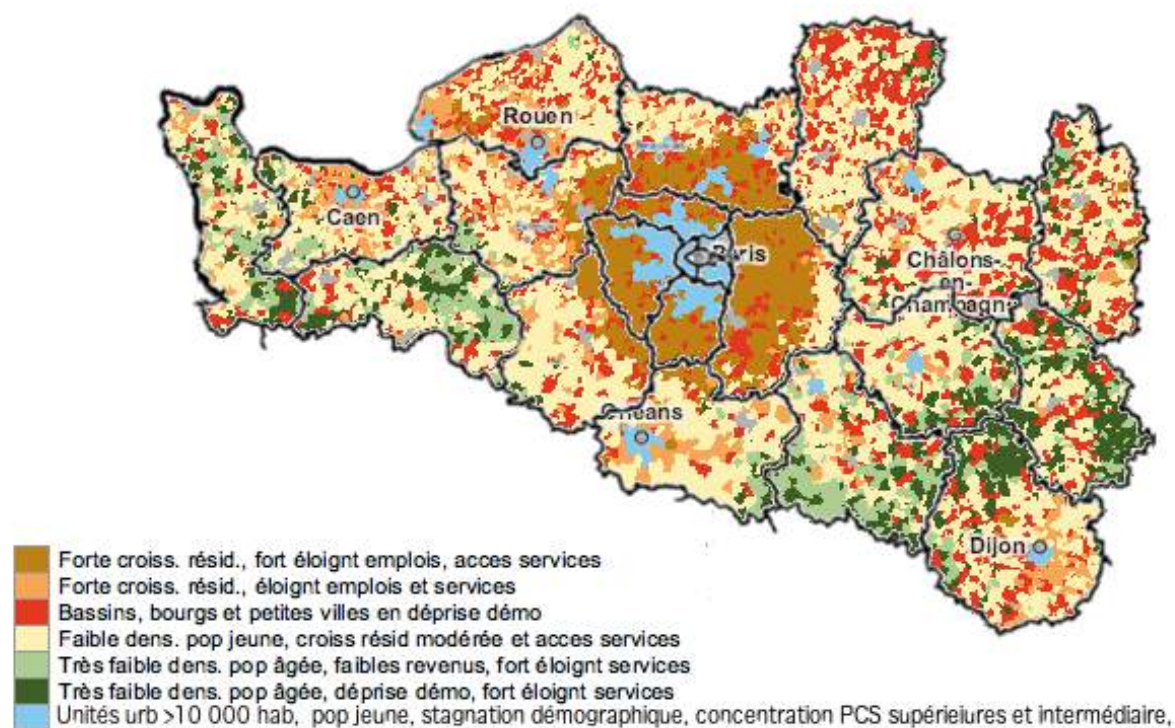 Rouen
Caen
Paris
Châlons-
en-
Champagne
Orléans
Dijon
Forte croiss. résid., fort éloignt emplois, acces services
Forte croiss. résid., éloignt emplois et services
Bassins, bourgs et petites villes en déprise démo
Faible dens. pop jeune, croiss résid modérée et acces services
Très faible dens. pop âgée, faibles revenus, fort éloignt services
Très faible dens. pop âgée, déprise démo, fort éloignt services
Unités urb >10 000 hab, pop jeune, stagnation démographique, concentration PCS supérieiures et intermédiaire,